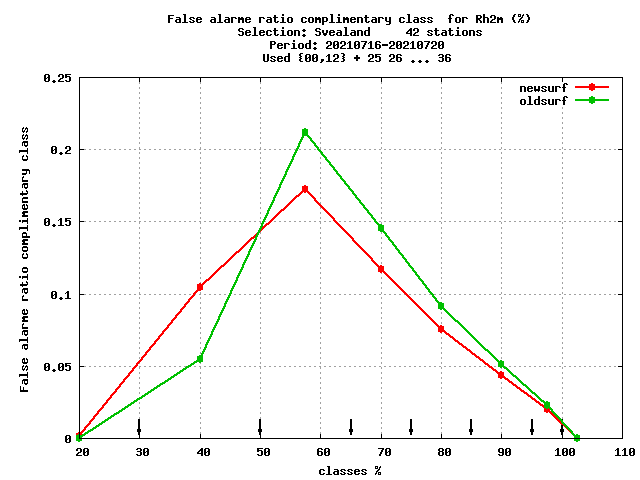 False alarme ratio complimentary class  for Rh2m (%)
Selection: Svealand     42 stations
Period: 20210716-20210720
Used {00,12} + 25 26 ... 36
newsurf
oldsurf
False alarme ratio complimentary class
0.25
0.2
0.15
0.1
0.05
0
20 30 40 50 60 70 80 90 100 110
classes %